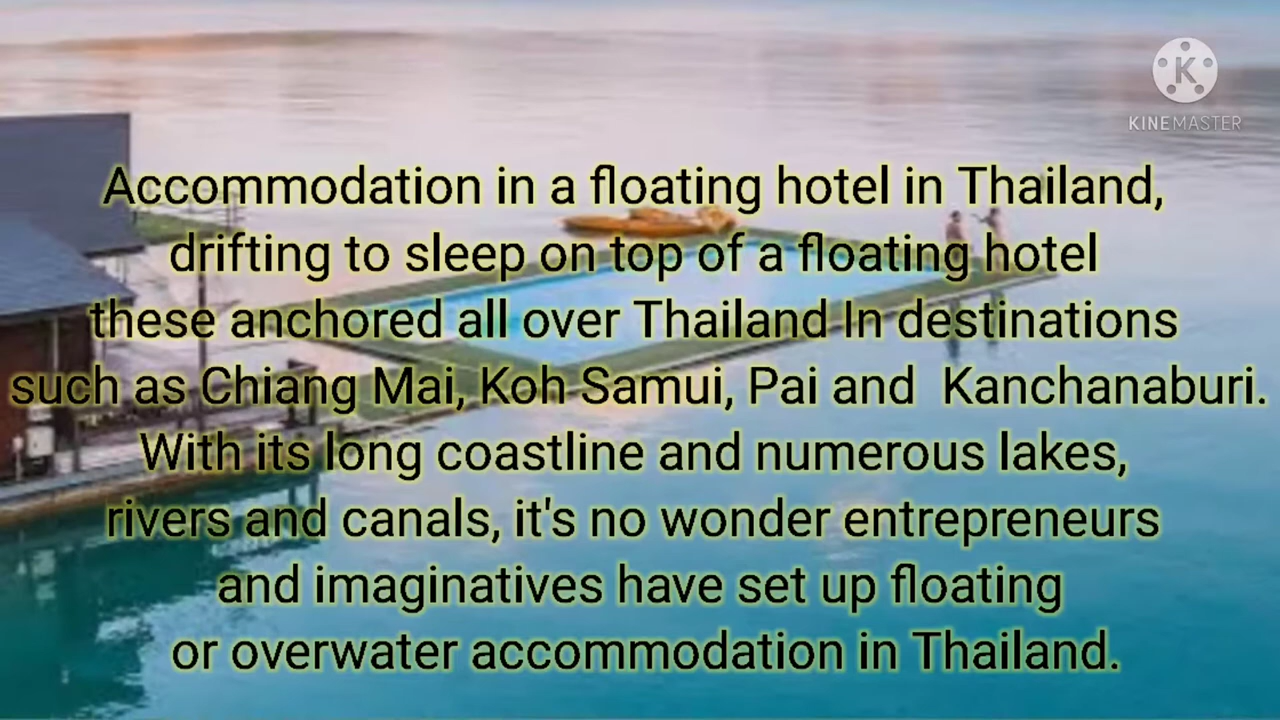 K
KINEMASTER
Accommodation in a floating hotel in Thailand,
drifting to sleep on top of a floating hotel
these anchored all over Thailand In destinations
such as Chiang Mai, Koh Samui, Pai and  Kanchanaburi.
With its long coastline and numerous lakes,
rivers and canals, it's no wonder entrepreneurs
and imaginatives have set up floating
or overwater accommodation in Thailand.